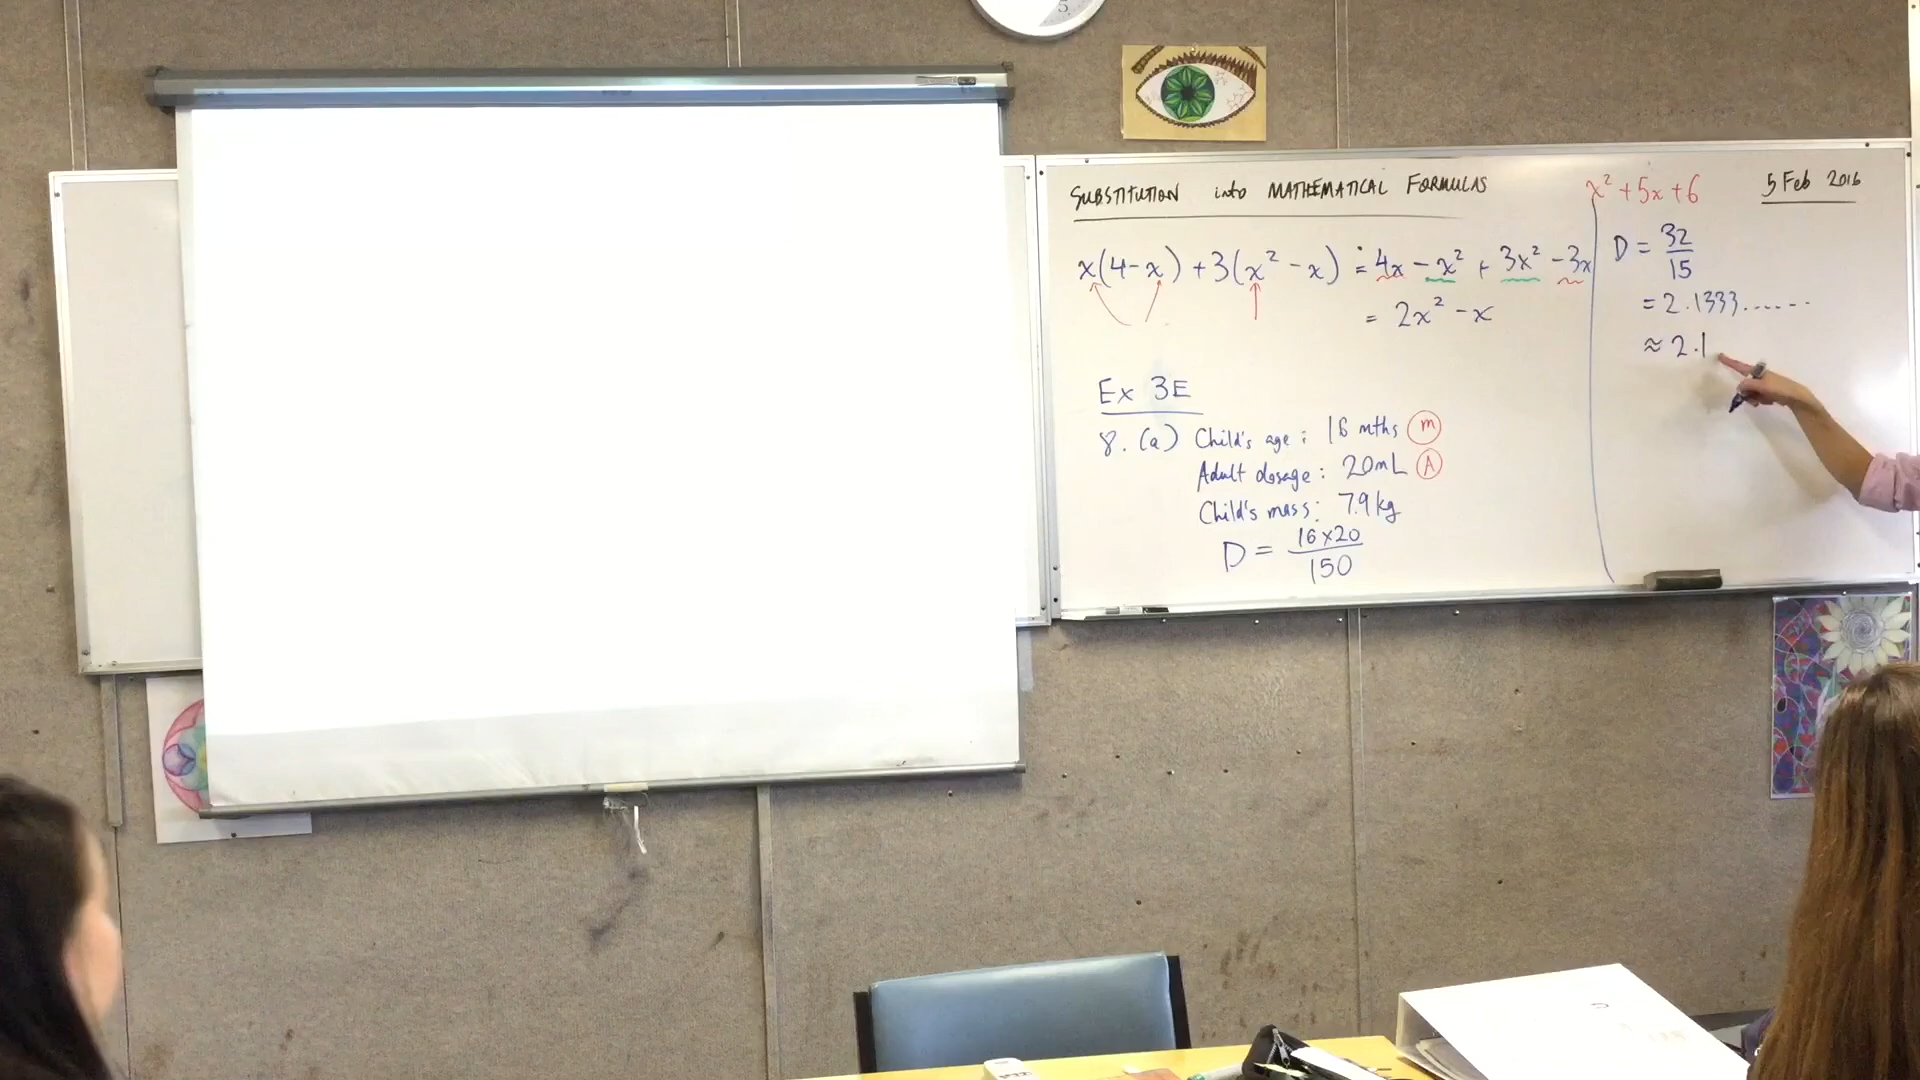 SUBSTITUTION into MATHEMATICAL FORMULAS
x(4-x) + 3(x² - x) = 4x - x² + 3x² - 3x
= 2x² - x
Ex 3E
8. (a) Child's age : 16 mths (m)
Adult dosage : 20mL (A)
Child's mass : 7.9kg
D = 16 x 20 / 150
x² + 5x + 6
5 Feb 2016
D = 32 / 15
= 2.1333.......
≈ 2.1
5